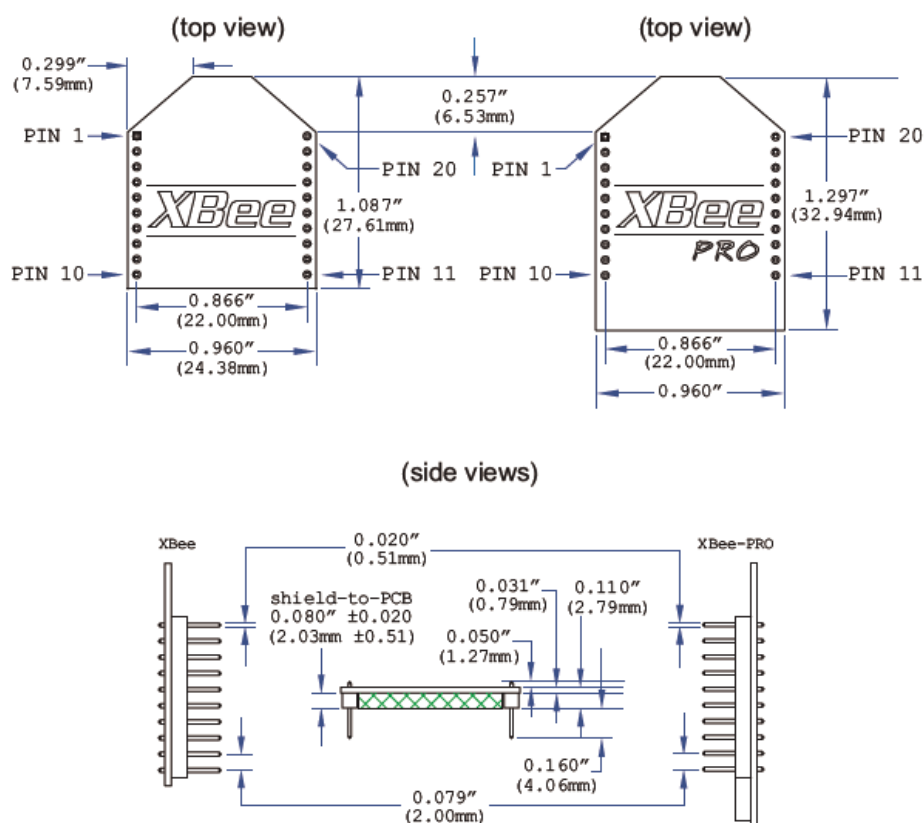 (top view)
(top view)
0.299"
(7.59mm)
0.257"
(6.53mm)
PIN 1
PIN 20
PIN 20
PIN 1
XBee
1.087"
(27.61mm)
XBee
PRO
1.297"
(32.94mm)
PIN 10
PIN 11
PIN 10
PIN 11
0.866"
(22.00mm)
0.960"
(24.38mm)
0.866"
(22.00mm)
0.960"
(side views)
XBee
0.020"
(0.51mm)
XBee-PRO
shield-to-PCB
0.080" ±0.020
(2.03mm ±0.51)
0.031"
(0.79mm)
0.110"
(2.79mm)
0.050"
(1.27mm)
0.160"
(4.06mm)
0.079"
(2.00mm)